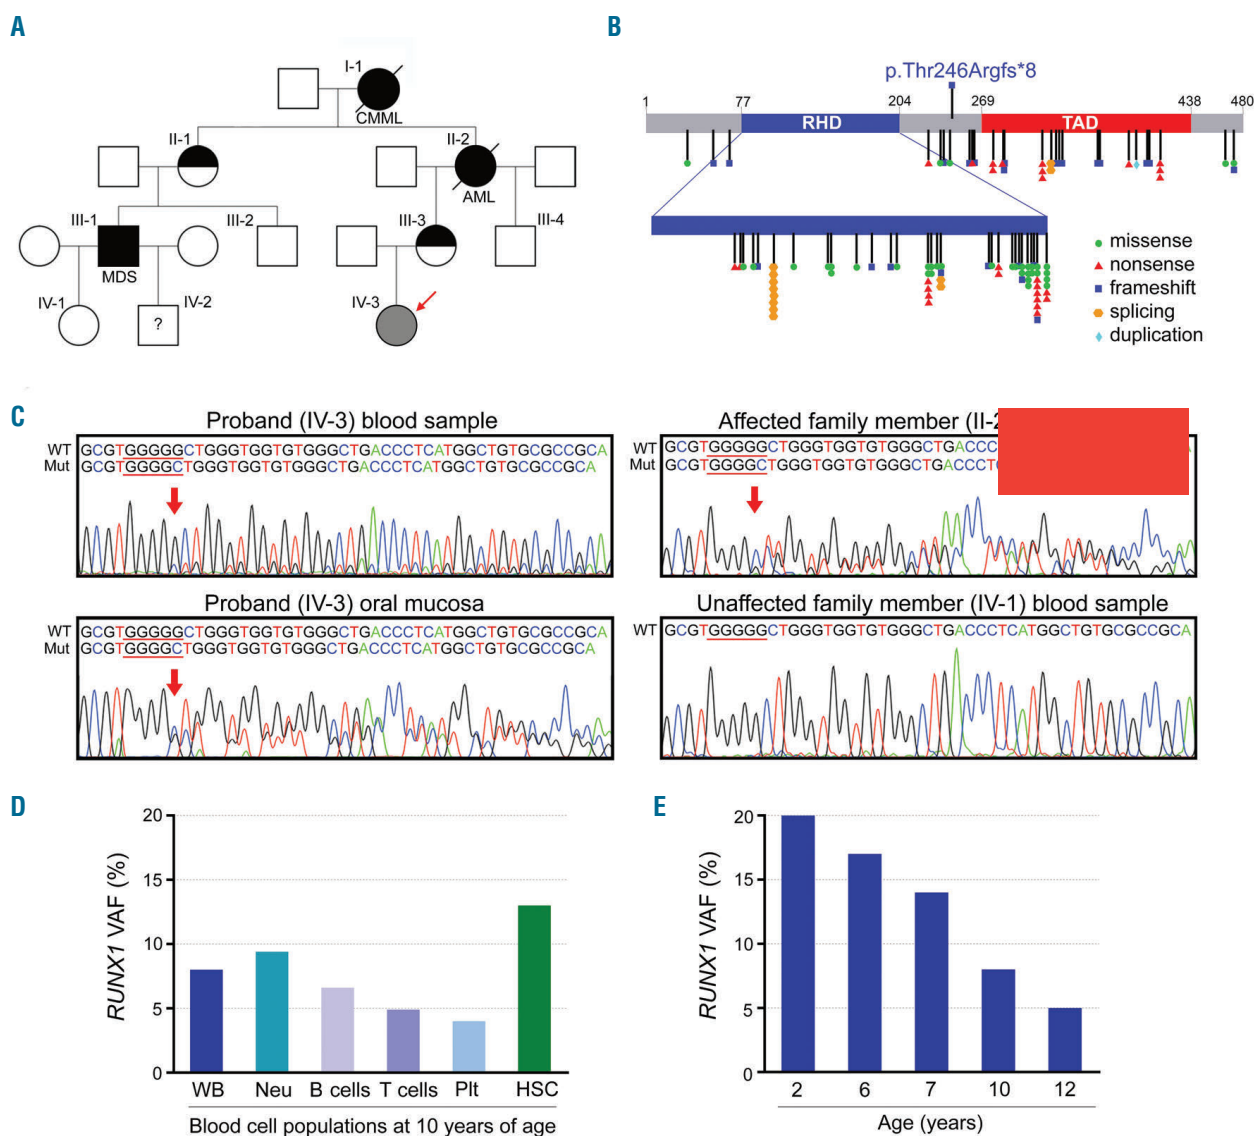 A
I-1
CMML
II-1
II-2
AML
III-1
MDS
III-2
III-3
III-4
IV-1
IV-2
?
IV-3
B
p.Thr246Argfs*8
1
77
204
269
438
480
RHD
TAD
missense
nonsense
frameshift
splicing
duplication
C
Proband (IV-3) blood sample
WT GCGTGGGGGCTGGGTGGTGTGGGCTGACCCTCATGGCTGTGCGCCGCA
Mut GCGTGGGGCTGGGTGGTGTGGGCTGACCCTCATGGCTGTGCGCCGCA
Affected family member (II-2
WT GCGTGGGGGCTGGGTGGTGTGGGCTGACCC A
Mut GCGTGGGGCTGGGTGGTGTGGGCTGACCCT
Proband (IV-3) oral mucosa
WT GCGTGGGGGCTGGGTGGTGTGGGCTGACCCTCATGGCTGTGCGCCGCA
Mut GCGTGGGGCTGGGTGGTGTGGGCTGACCCTCATGGCTGTGCGCCGCA
Unaffected family member (IV-1) blood sample
WT GCGTGGGGGCTGGGTGGTGTGGGCTGACCCTCATGGCTGTGCGCCGCA
D
RUNX1 VAF (%)
20
15
10
5
0
WB Neu B cells T cells Plt HSC
Blood cell populations at 10 years of age
E
RUNX1 VAF (%)
20
15
10
5
0
2 6 7 10 12
Age (years)